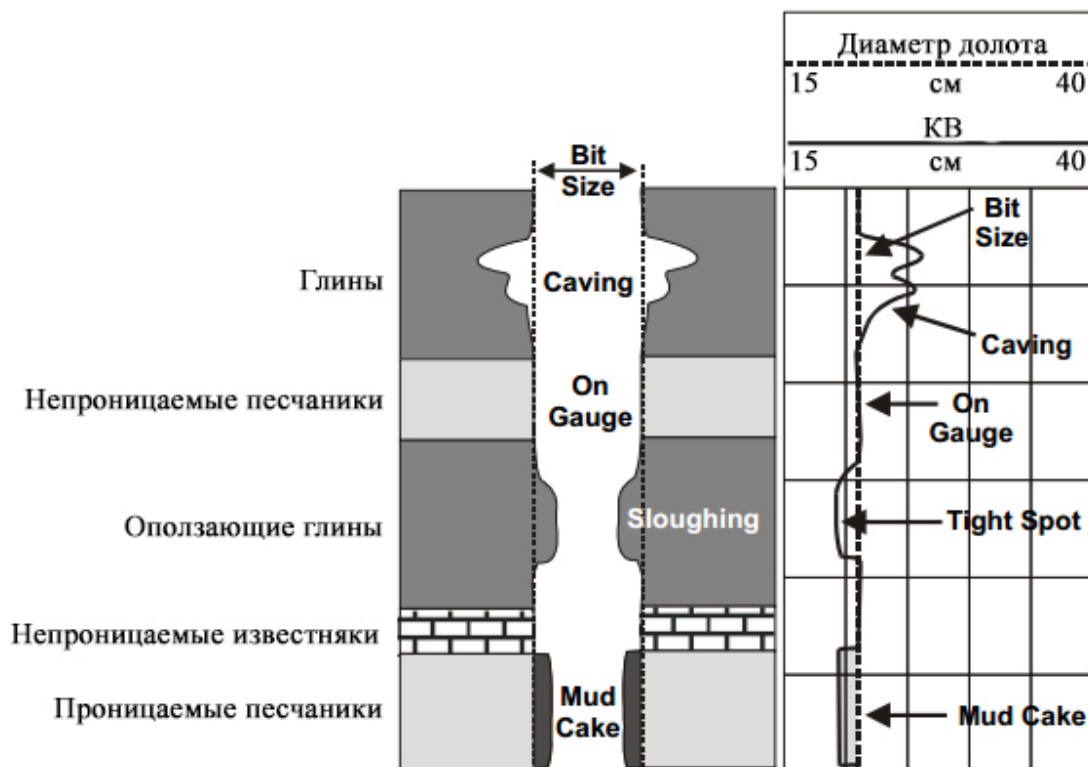 Диаметр долота
15 см 40
КВ
15 см 40
Bit
Size
Глины
Caving
Непроницаемые песчаники
On
Gauge
Оползающие глины
Sloughing
Непроницаемые известняки
Проницаемые песчаники
Mud
Cake
Bit
Size
Caving
On
Gauge
Tight Spot
Mud Cake